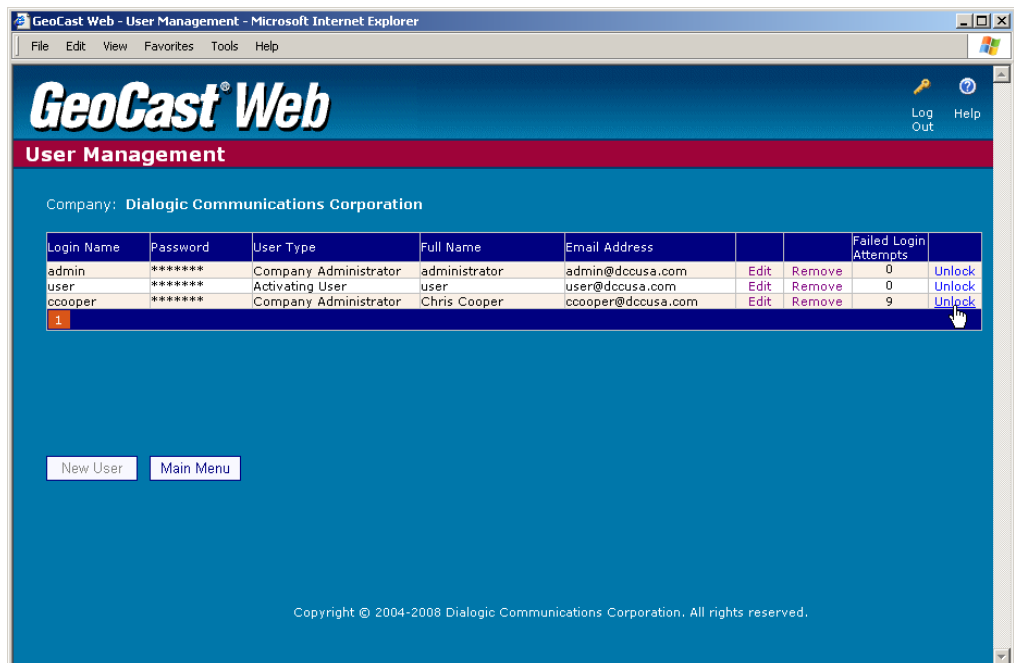 GeoCast Web - User Management - Microsoft Internet Explorer
File Edit View Favorites Tools Help
GeoCast® Web
Log Out
Help
User Management
Company: Dialogic Communications Corporation
Login Name Password User Type Full Name Email Address Failed Login Attempts
admin ******* Company Administrator administrator admin@dccusa.com Edit Remove 0 Unlock
user ******* Activating User user user@dccusa.com Edit Remove 0 Unlock
ccooper ******* Company Administrator Chris Cooper ccooper@dccusa.com Edit Remove 9 Unlock
1
New User Main Menu
Copyright © 2004-2008 Dialogic Communications Corporation. All rights reserved.